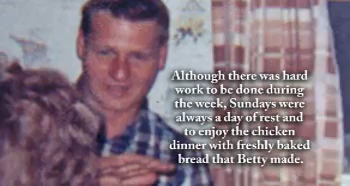 Although there was hard
work to be done during
the week, Sundays were
always a day of rest and
to enjoy the chicken
dinner with freshly baked
bread that Betty made.